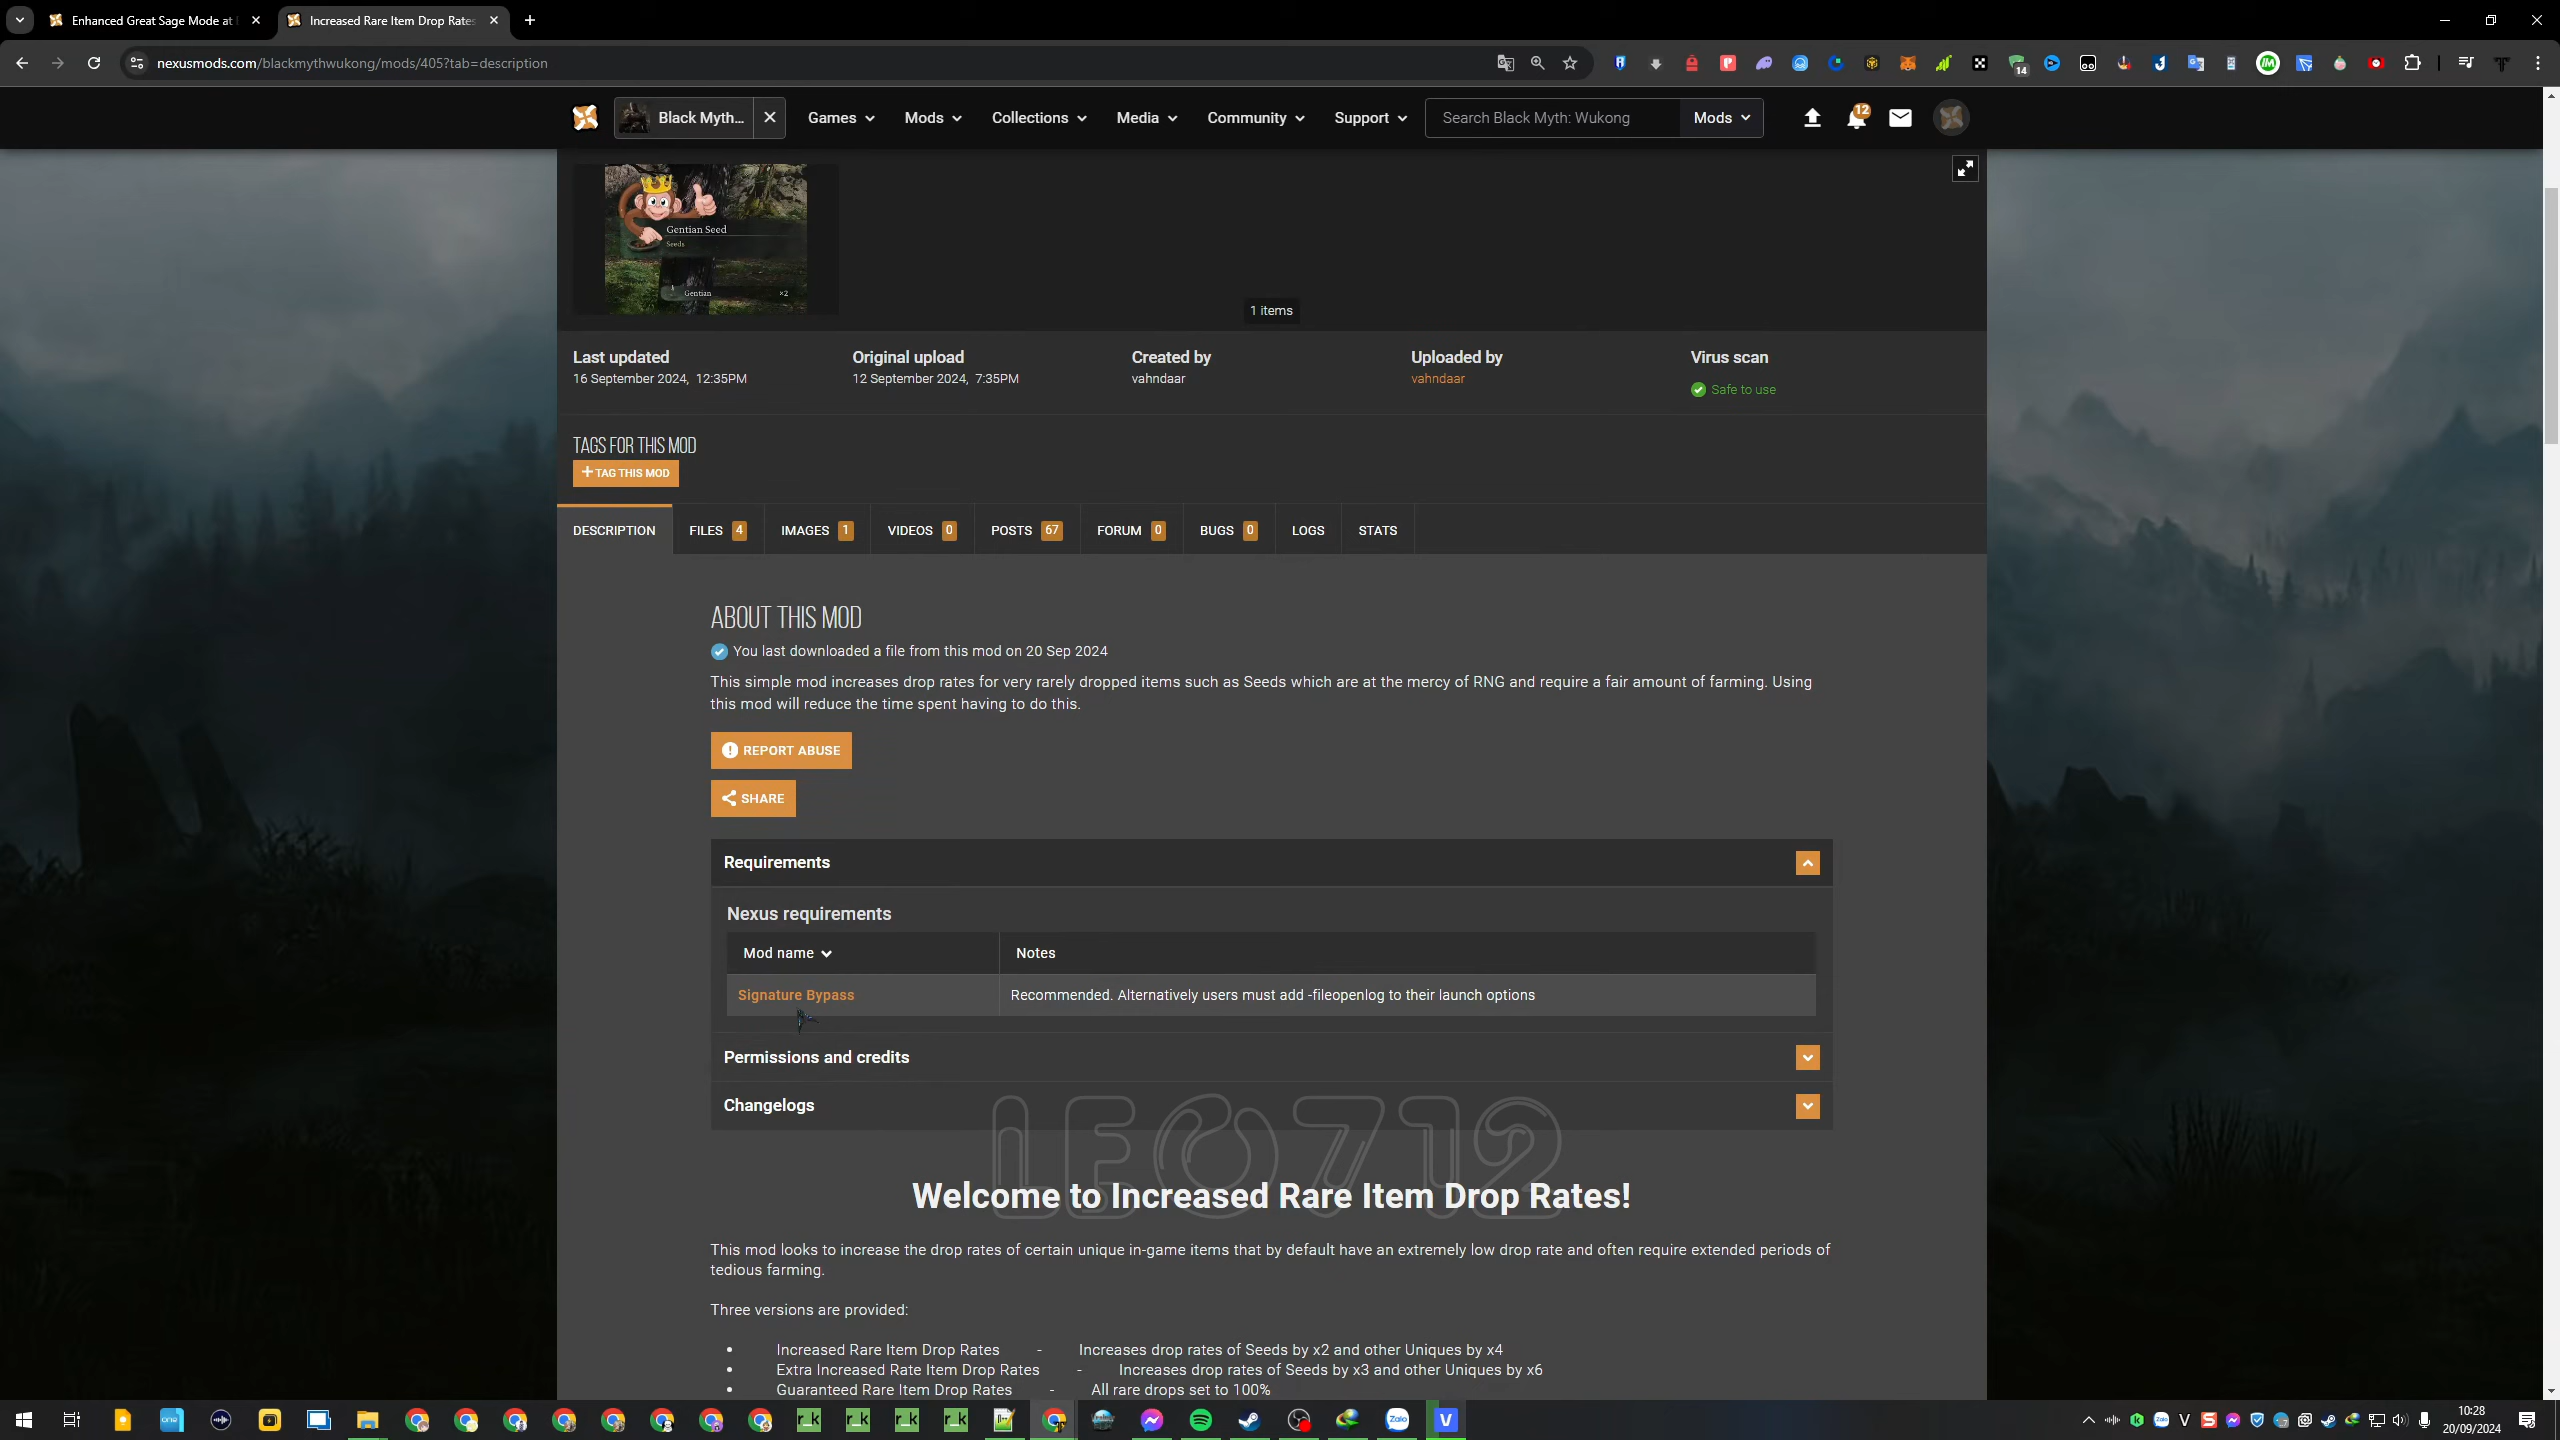 Enhanced Great Sage Mode at
Increased Rare Item Drop Rates
nexusmods.com/blackmythwukong/mods/405?tab=description
14
Black Myth...
Games
Mods
Collections
Media
Community
Support
Search Black Myth: Wukong
Mods
12
Gentian Seed
Seeds
Gentian
×2
1 items
Last updated
16 September 2024, 12:35PM
Original upload
12 September 2024, 7:35PM
Created by
vahndaar
Uploaded by
vahndaar
Virus scan
Safe to use
TAGS FOR THIS MOD
+ TAG THIS MOD
DESCRIPTION
FILES 4
IMAGES 1
VIDEOS 0
POSTS 67
FORUM 0
BUGS 0
LOGS
STATS
ABOUT THIS MOD
You last downloaded a file from this mod on 20 Sep 2024
This simple mod increases drop rates for very rarely dropped items such as Seeds which are at the mercy of RNG and require a fair amount of farming. Using
this mod will reduce the time spent having to do this.
REPORT ABUSE
SHARE
Requirements
Nexus requirements
Mod name
Notes
Signature Bypass
Recommended. Alternatively users must add -fileopenlog to their launch options
Permissions and credits
Changelogs
LEO712
Welcome to Increased Rare Item Drop Rates!
This mod looks to increase the drop rates of certain unique in-game items that by default have an extremely low drop rate and often require extended periods of
tedious farming.
Three versions are provided:
• Increased Rare Item Drop Rates - Increases drop rates of Seeds by x2 and other Uniques by x4
• Extra Increased Rate Item Drop Rates - Increases drop rates of Seeds by x3 and other Uniques by x6
• Guaranteed Rare Item Drop Rates - All rare drops set to 100%
one
r_k
r_k
r_k
r_k
Zalo
V
10:28
20/09/2024